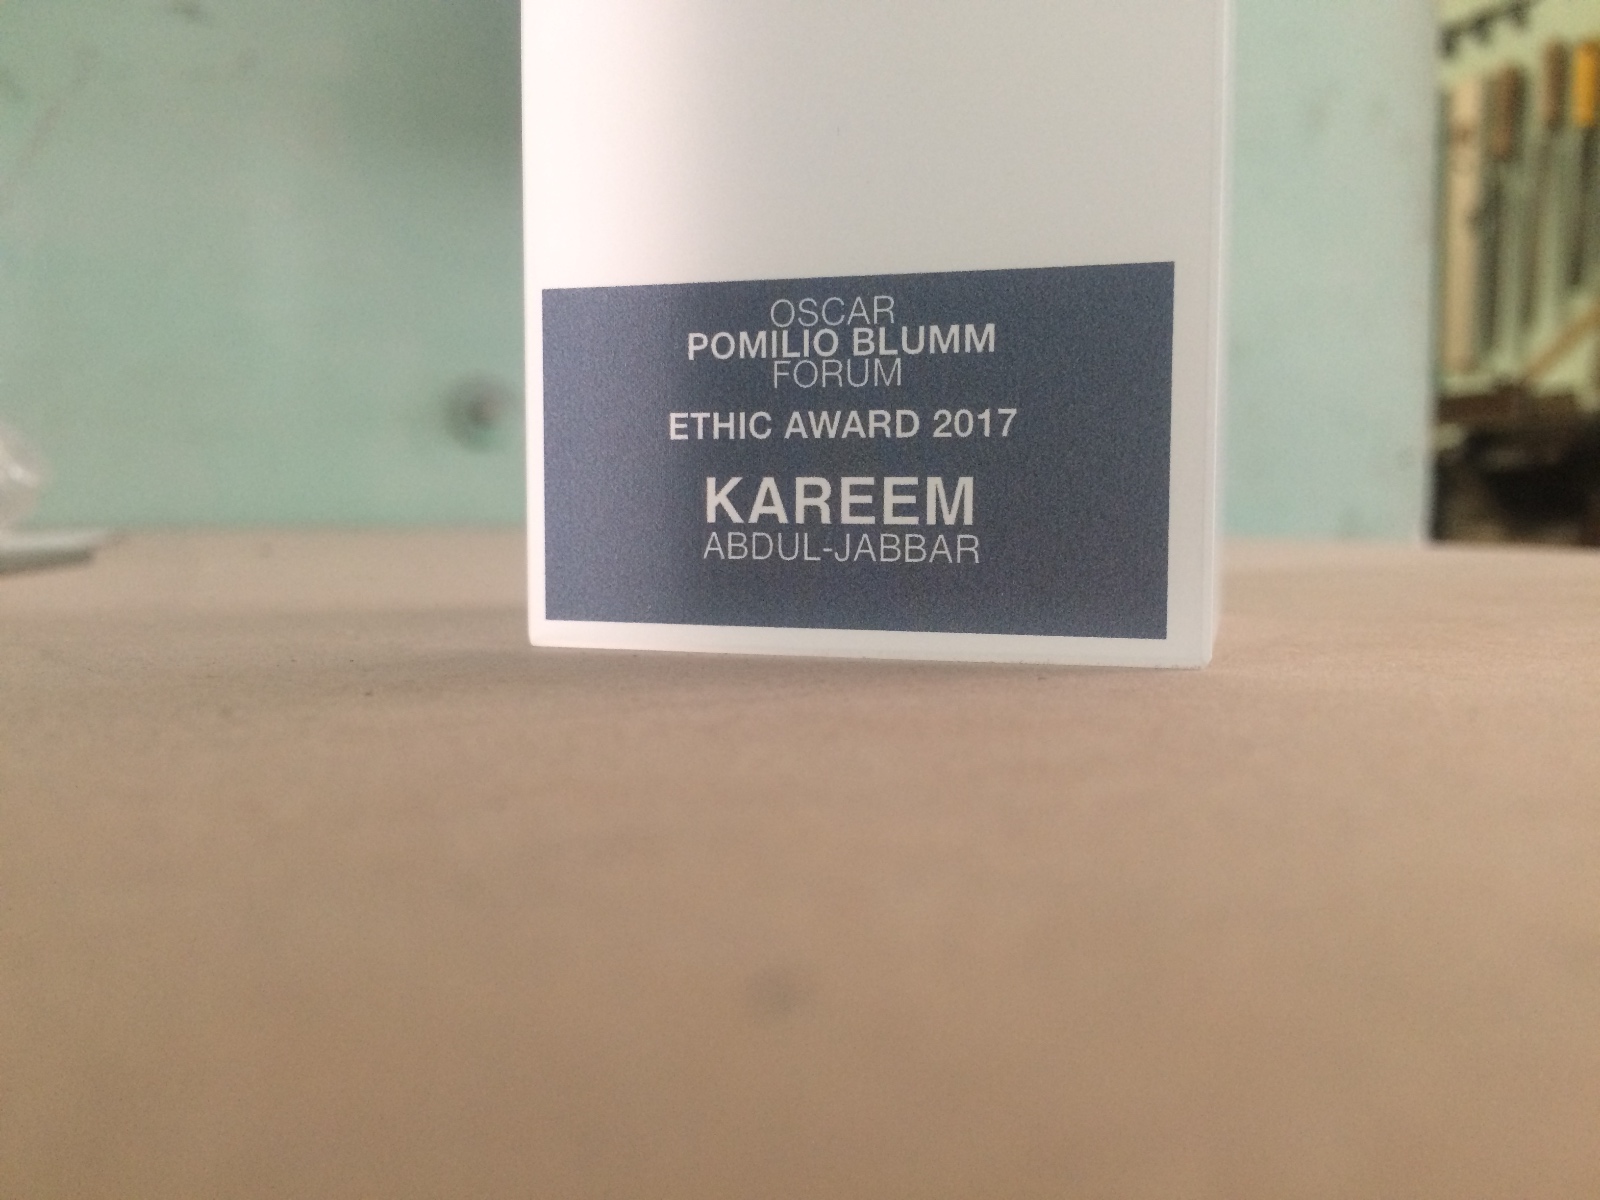 OSCAR
POMILIO BLUMM
FORUM
ETHIC AWARD 2017
KAREEM
ABDUL-JABBAR